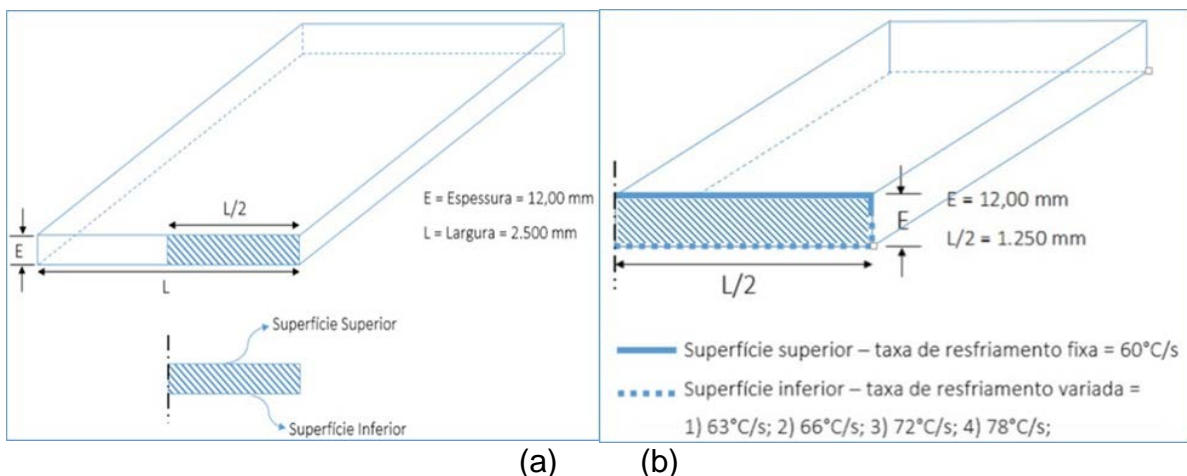 L/2
E = Espessura = 12,00 mm
L = Largura = 2.500 mm
E
L
Superfície Superior
Superfície Inferior
E
E = 12,00 mm
L/2 = 1.250 mm
L/2
Superfície superior – taxa de resfriamento fixa = 60°C/s
Superfície inferior – taxa de resfriamento variada =
1) 63°C/s; 2) 66°C/s; 3) 72°C/s; 4) 78°C/s;
(a) (b)